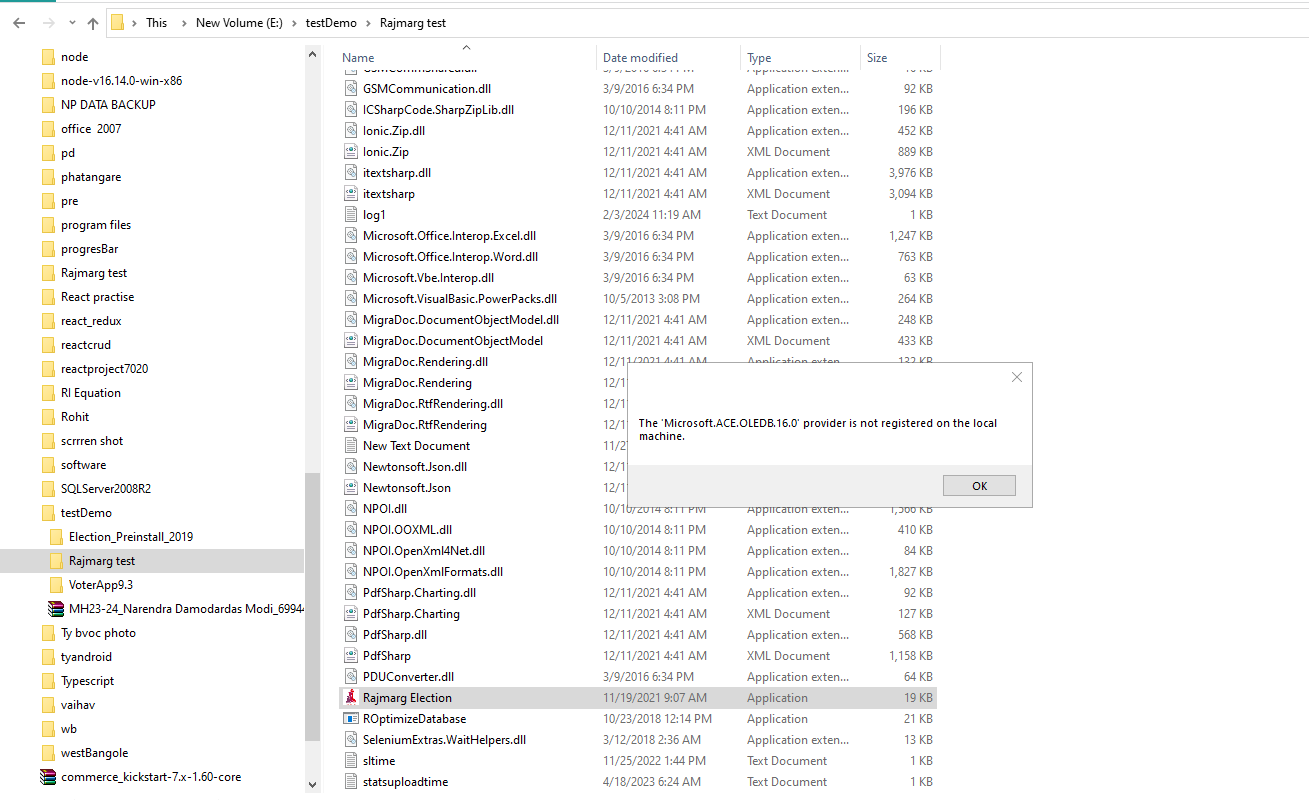 This > New Volume (E:) > testDemo > Rajmarg test
node
node-v16.14.0-win-x86
NP DATA BACKUP
office 2007
pd
phatangare
pre
program files
progresBar
Rajmarg test
React practise
react_redux
reactcrud
reactproject7020
RI Equation
Rohit
scrrren shot
software
SQLServer2008R2
testDemo
Election_Preinstall_2019
Rajmarg test
VoterApp9.3
MH23-24_Narendra Damodardas Modi_6994
Ty bvoc photo
tyandroid
Typescript
vaihav
wb
westBangole
commerce_kickstart-7.x-1.60-core
Name Date modified Type Size
GSMCommunication.dll 3/9/2016 6:34 PM Application exten... 92 KB
ICSharpCode.SharpZipLib.dll 10/10/2014 8:11 PM Application exten... 196 KB
Ionic.Zip.dll 12/11/2021 4:41 AM Application exten... 452 KB
Ionic.Zip 12/11/2021 4:41 AM XML Document 889 KB
itextsharp.dll 12/11/2021 4:41 AM Application exten... 3,976 KB
itextsharp 12/11/2021 4:41 AM XML Document 3,094 KB
log1 2/3/2024 11:19 AM Text Document 1 KB
Microsoft.Office.Interop.Excel.dll 3/9/2016 6:34 PM Application exten... 1,247 KB
Microsoft.Office.Interop.Word.dll 3/9/2016 6:34 PM Application exten... 763 KB
Microsoft.Vbe.Interop.dll 3/9/2016 6:34 PM Application exten... 63 KB
Microsoft.VisualBasic.PowerPacks.dll 10/5/2013 3:08 PM Application exten... 264 KB
MigraDoc.DocumentObjectModel.dll 12/11/2021 4:41 AM Application exten... 248 KB
MigraDoc.DocumentObjectModel 12/11/2021 4:41 AM XML Document 433 KB
MigraDoc.Rendering.dll 12/11/2021 4:41 AM Application exten... 132 KB
MigraDoc.Rendering 12/1
MigraDoc.RtfRendering.dll 12/1
MigraDoc.RtfRendering 12/1
New Text Document 11/2
Newtonsoft.Json.dll 12/1
Newtonsoft.Json 12/1
The 'Microsoft.ACE.OLEDB.16.0' provider is not registered on the local
machine.
OK
NPOI.dll 10/10/2014 8:11 PM Application exten... 1,566 KB
NPOI.OOXML.dll 10/10/2014 8:11 PM Application exten... 410 KB
NPOI.OpenXml4Net.dll 10/10/2014 8:11 PM Application exten... 84 KB
NPOI.OpenXmlFormats.dll 10/10/2014 8:11 PM Application exten... 1,827 KB
PdfSharp.Charting.dll 12/11/2021 4:41 AM Application exten... 92 KB
PdfSharp.Charting 12/11/2021 4:41 AM XML Document 127 KB
PdfSharp.dll 12/11/2021 4:41 AM Application exten... 568 KB
PdfSharp 12/11/2021 4:41 AM XML Document 1,158 KB
PDUConverter.dll 3/9/2016 6:34 PM Application exten... 64 KB
Rajmarg Election 11/19/2021 9:07 AM Application 19 KB
ROptimizeDatabase 10/23/2018 12:14 PM Application 21 KB
SeleniumExtras.WaitHelpers.dll 3/12/2018 2:36 AM Application exten... 13 KB
sltime 11/25/2022 1:44 PM Text Document 1 KB
statsuploadtime 4/18/2023 6:24 AM Text Document 1 KB